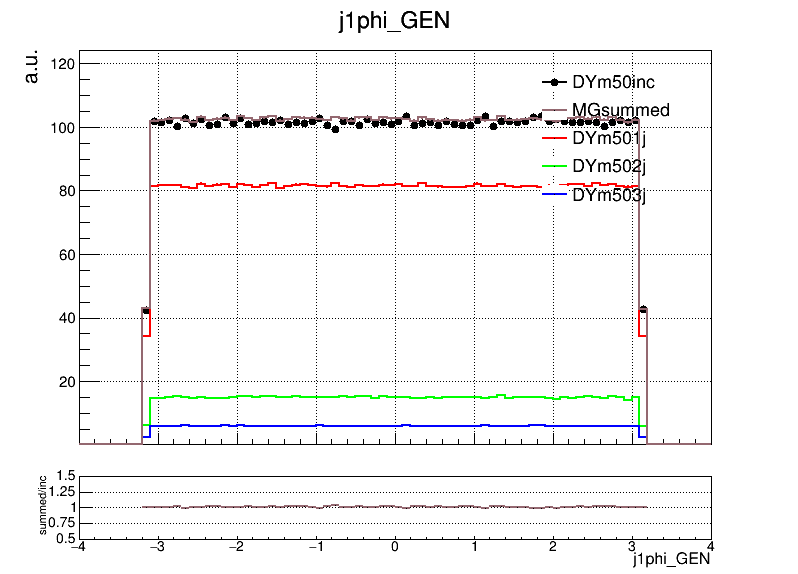 j1phi_GEN
a.u.
120
100
80
60
40
20
DYm50inc
MGsummed
DYm501j
DYm502j
DYm503j
summed/inc
1.5
1.25
1
0.75
0.5
−4 −3 −2 −1 0 1 2 3 4
j1phi_GEN